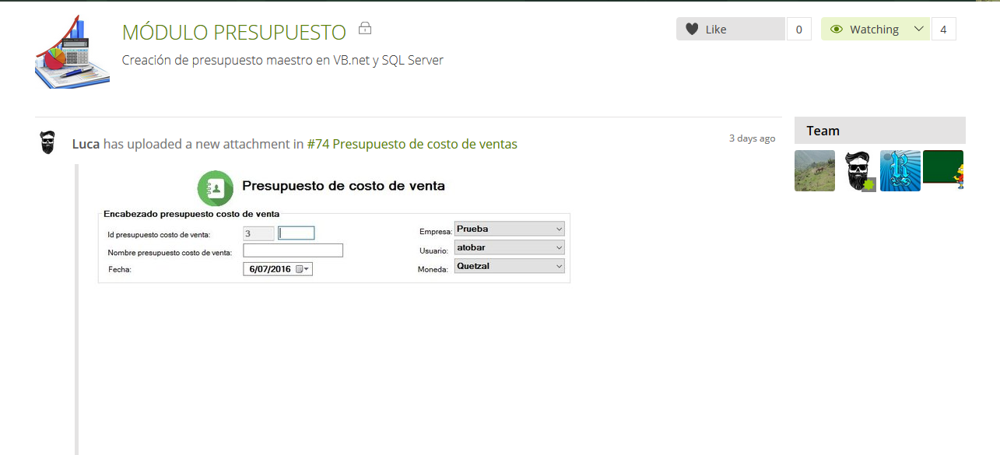 MÓDULO PRESUPUESTO
Creación de presupuesto maestro en VB.net y SQL Server
Like 0
Watching 4
Luca has uploaded a new attachment in #74 Presupuesto de costo de ventas
3 days ago
Team
Presupuesto de costo de venta
Encabezado presupuesto costo de venta
Id presupuesto costo de venta: 3
Nombre presupuesto costo de venta:
Fecha: 6/07/2016
Empresa: Prueba
Usuario: atobar
Moneda: Quetzal